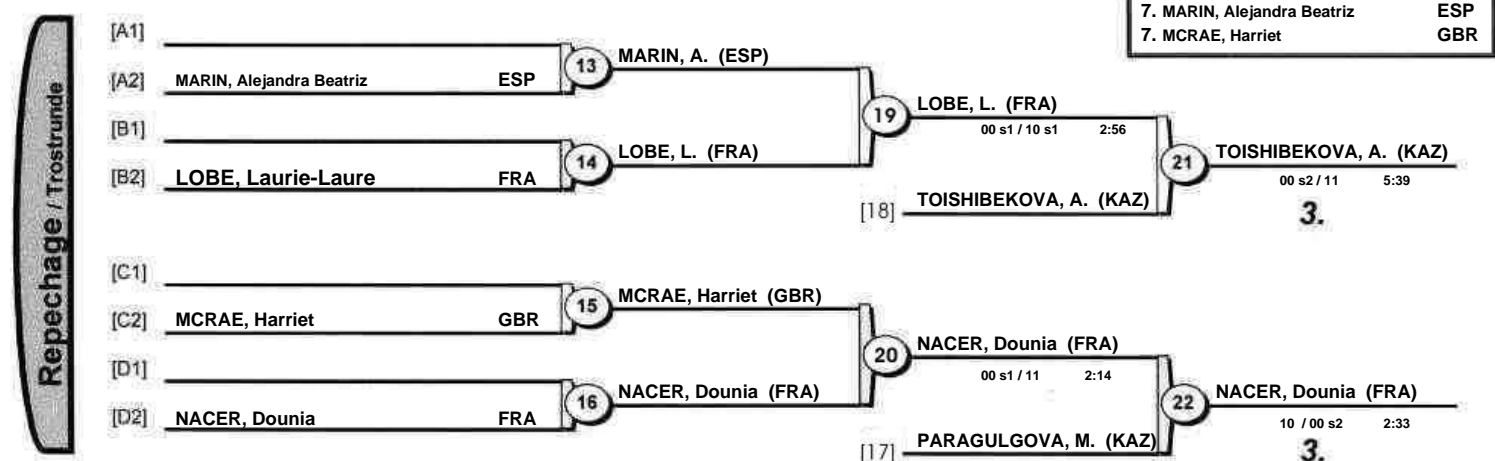 7. MARIN, Alejandra Beatriz ESP
7. MCRAE, Harriet GBR
Repechage / Trostrunde
[A1]
[A2] MARIN, Alejandra Beatriz ESP
13 MARIN, A. (ESP)
[B1]
[B2] LOBE, Laurie-Laure FRA
14 LOBE, L. (FRA)
19 LOBE, L. (FRA)
00 s1 / 10 s1 2:56
[18] TOISHIBEKOVA, A. (KAZ)
21 TOISHIBEKOVA, A. (KAZ)
00 s2 / 11 5:39
3.
[C1]
[C2] MCRAE, Harriet GBR
15 MCRAE, Harriet (GBR)
[D1]
[D2] NACER, Dounia FRA
16 NACER, Dounia (FRA)
20 NACER, Dounia (FRA)
00 s1 / 11 2:14
[17] PARAGULGOVA, M. (KAZ)
22 NACER, Dounia (FRA)
10 / 00 s2 2:33
3.